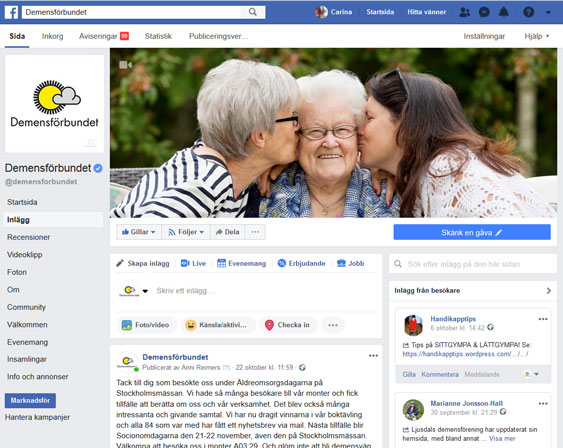 Demensförbundet
Carina Startsida Hitta vänner
Sida Inkorg Aviseringar 99 Statistik Publiceringsver... Inställningar Hjälp
Demensförbundet
Demensförbundet
@demensforbundet
Startsida
Inlägg
Recensioner
Videoklipp
Foton
Om
Community
Välkommen
Evenemang
Insamlingar
Info och annonser
Marknadsför
Hantera kampanjer
Gillar Följer Dela ...
Skänk en gåva
Skapa inlägg Live Evenemang Erbjudande Jobb
Skriv ett inlägg ...
Foto/video Känsla/aktivi... Checka in ...
Demensförbundet
Publicerat av Anni Reimers [?] · 22 oktober kl. 11:59 ·
Tack till dig som besökte oss under Äldreomsorgsdagarna på
Stockholmsmässan. Vi hade så många besökare till vår monter och fick
tillfälle att berätta om oss och vår verksamhet. Det blev också många
intressanta och givande samtal. Vi har nu dragit vinnarna i vår boktävling
och alla 84 som var med har fått ett nyhetsbrev via mail. Nästa tillfälle blir
Socionomdagarna den 21-22 november, även den på Stockholmsmässan.
Välkomna att besöka oss i monter A03:29. Och glöm inte att bli demensvän
Sök efter inlägg på den här sidan
Inlägg från besökare
Handikapptips
6 oktober kl. 14:42
Tips på SITTGYMPA & LÄTTGYMPA! Se:
https://handikapptips.wordpress.com/.../.../
Gilla · Kommentera · Meddelande
Marianne Jonsson-Hall
30 september kl. 21:29
Ljusdals demensförening har uppdaterat sin
hemsida, med bland annat ... Visa mer